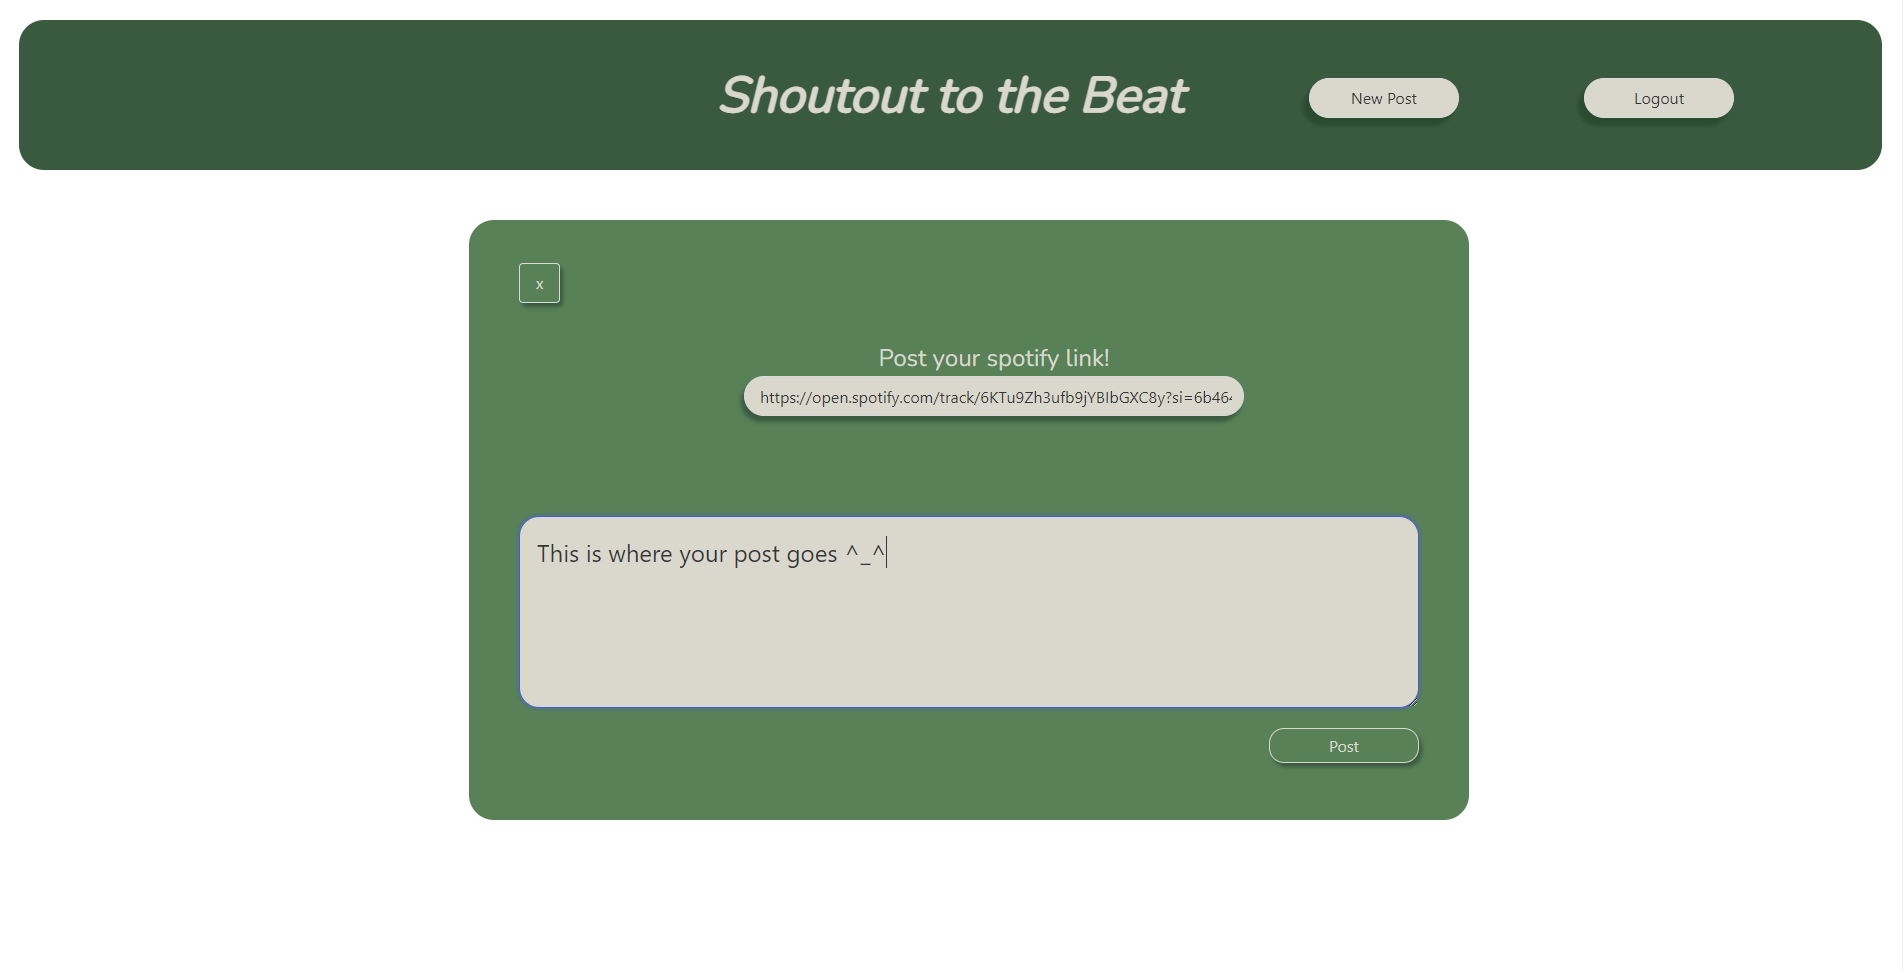 Shoutout to the Beat
New Post
Logout
x
Post your spotify link!
https://open.spotify.com/track/6KTu9Zh3ufb9jYBIbGXC8y?si=6b464
This is where your post goes ^_^
Post